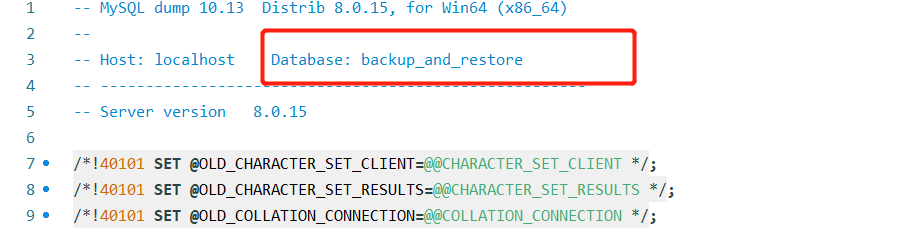 1 -- MySQL dump 10.13  Distrib 8.0.15, for Win64 (x86_64)
2 --
3 -- Host: localhost    Database: backup_and_restore
4 -- ------------------------------------------------------
5 -- Server version   8.0.15
6
7 /*!40101 SET @OLD_CHARACTER_SET_CLIENT=@@CHARACTER_SET_CLIENT */;
8 /*!40101 SET @OLD_CHARACTER_SET_RESULTS=@@CHARACTER_SET_RESULTS */;
9 /*!40101 SET @OLD_COLLATION_CONNECTION=@@COLLATION_CONNECTION */;